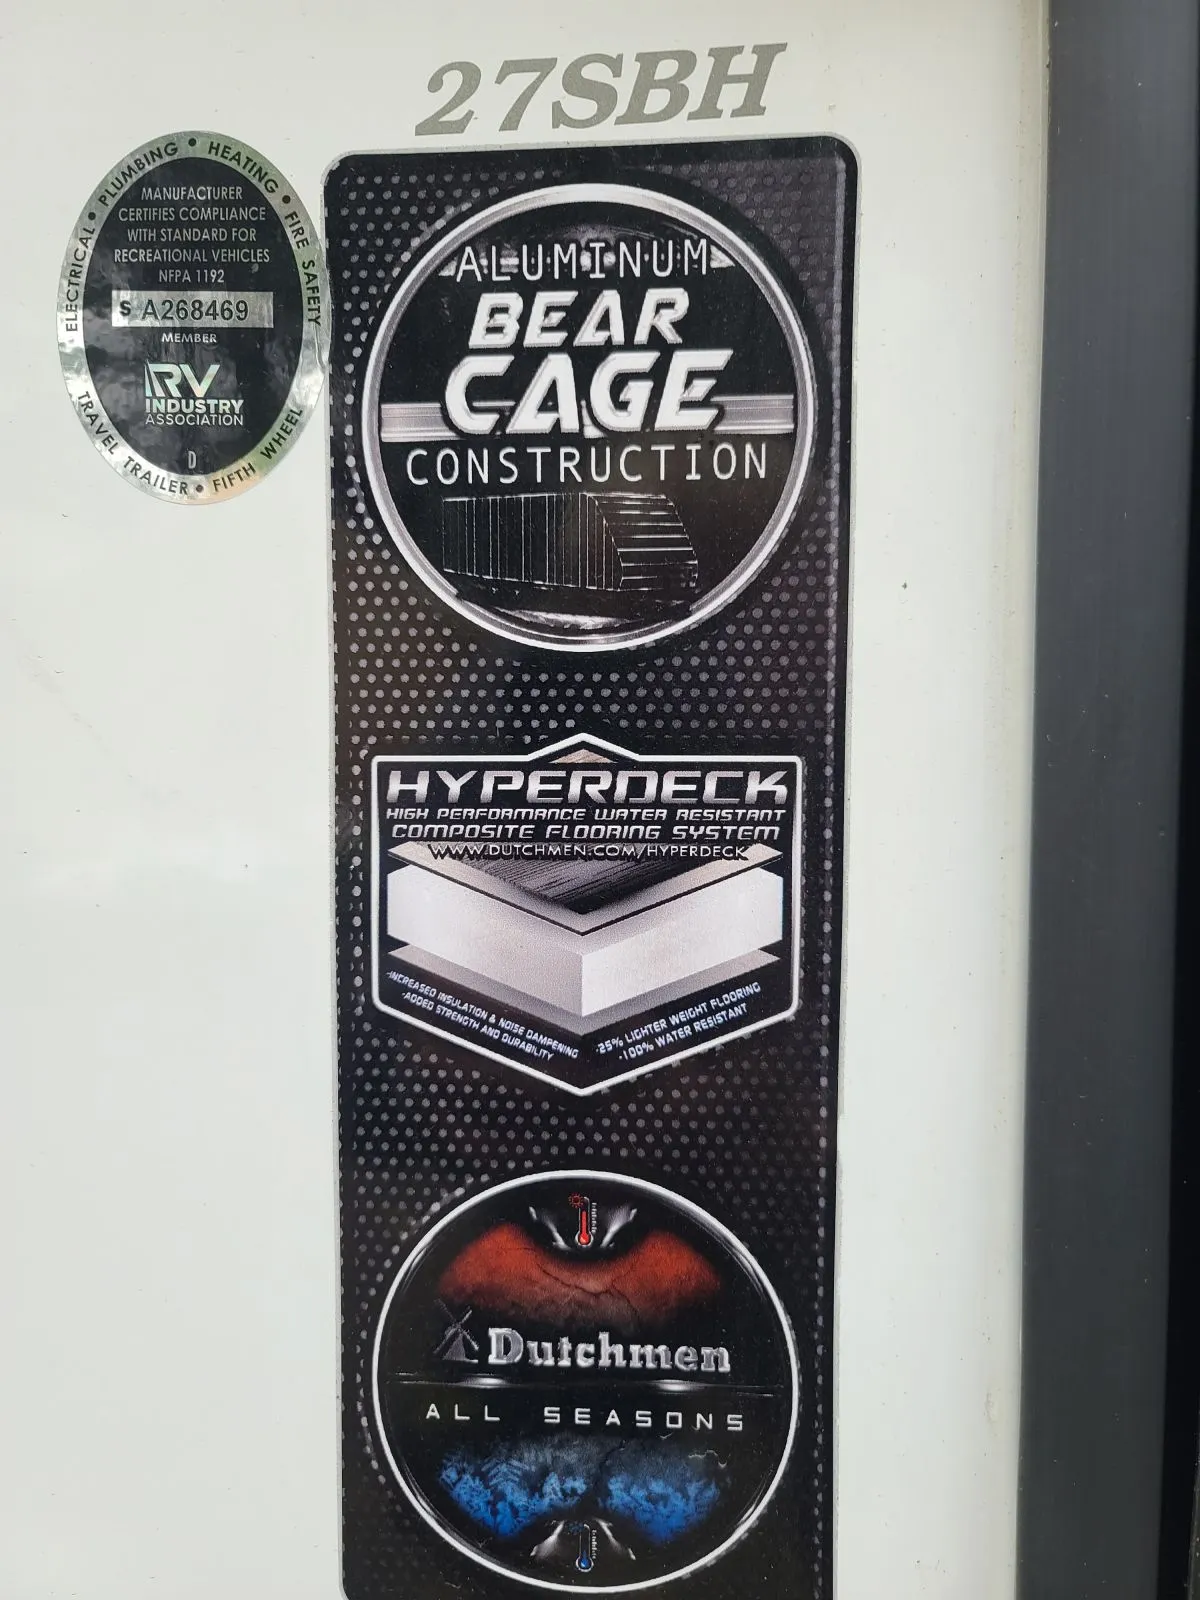 27SBH
ELECTRICAL • PLUMBING • HEATING • FIRE SAFETY
MANUFACTURER
CERTIFIES COMPLIANCE
WITH STANDARD FOR
RECREATIONAL VEHICLES
NFPA 1192
S A268469
MEMBER
RV
INDUSTRY
ASSOCIATION
D
TRAVEL TRAILER • FIFTH WHEEL
ALUMINUM
BEAR
CAGE
CONSTRUCTION
HYPERDECK
HIGH PERFORMANCE WATER RESISTANT
COMPOSITE FLOORING SYSTEM
WWW.DUTCHMEN.COM/HYPERDECK
-INCREASED INSULATION & NOISE DAMPENING
-ADDED STRENGTH AND DURABILITY
-25% LIGHTER WEIGHT FLOORING
-100% WATER RESISTANT
Dutchmen
ALL SEASONS